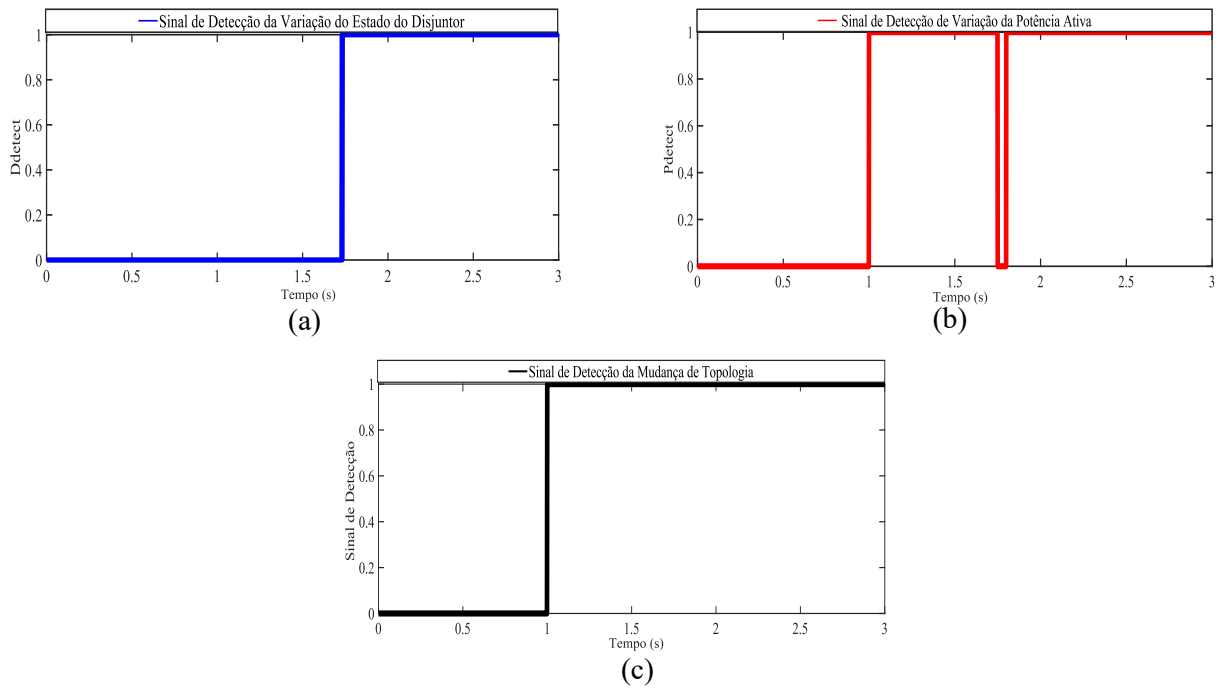 Sinal de Detecção da Variação do Estado do Disjuntor
1
0.8
0.6
0.4
0.2
0
Ddetect
0 0.5 1 1.5 2 2.5 3
Tempo (s)
(a)
Sinal de Detecção de Variação da Potência Ativa
1
0.8
0.6
0.4
0.2
0
Pdetect
0 0.5 1 1.5 2 2.5 3
Tempo (s)
(b)
Sinal de Detecção da Mudança de Topologia
1
0.8
0.6
0.4
0.2
0
Sinal de Detecção
0 0.5 1 1.5 2 2.5 3
Tempo (s)
(c)